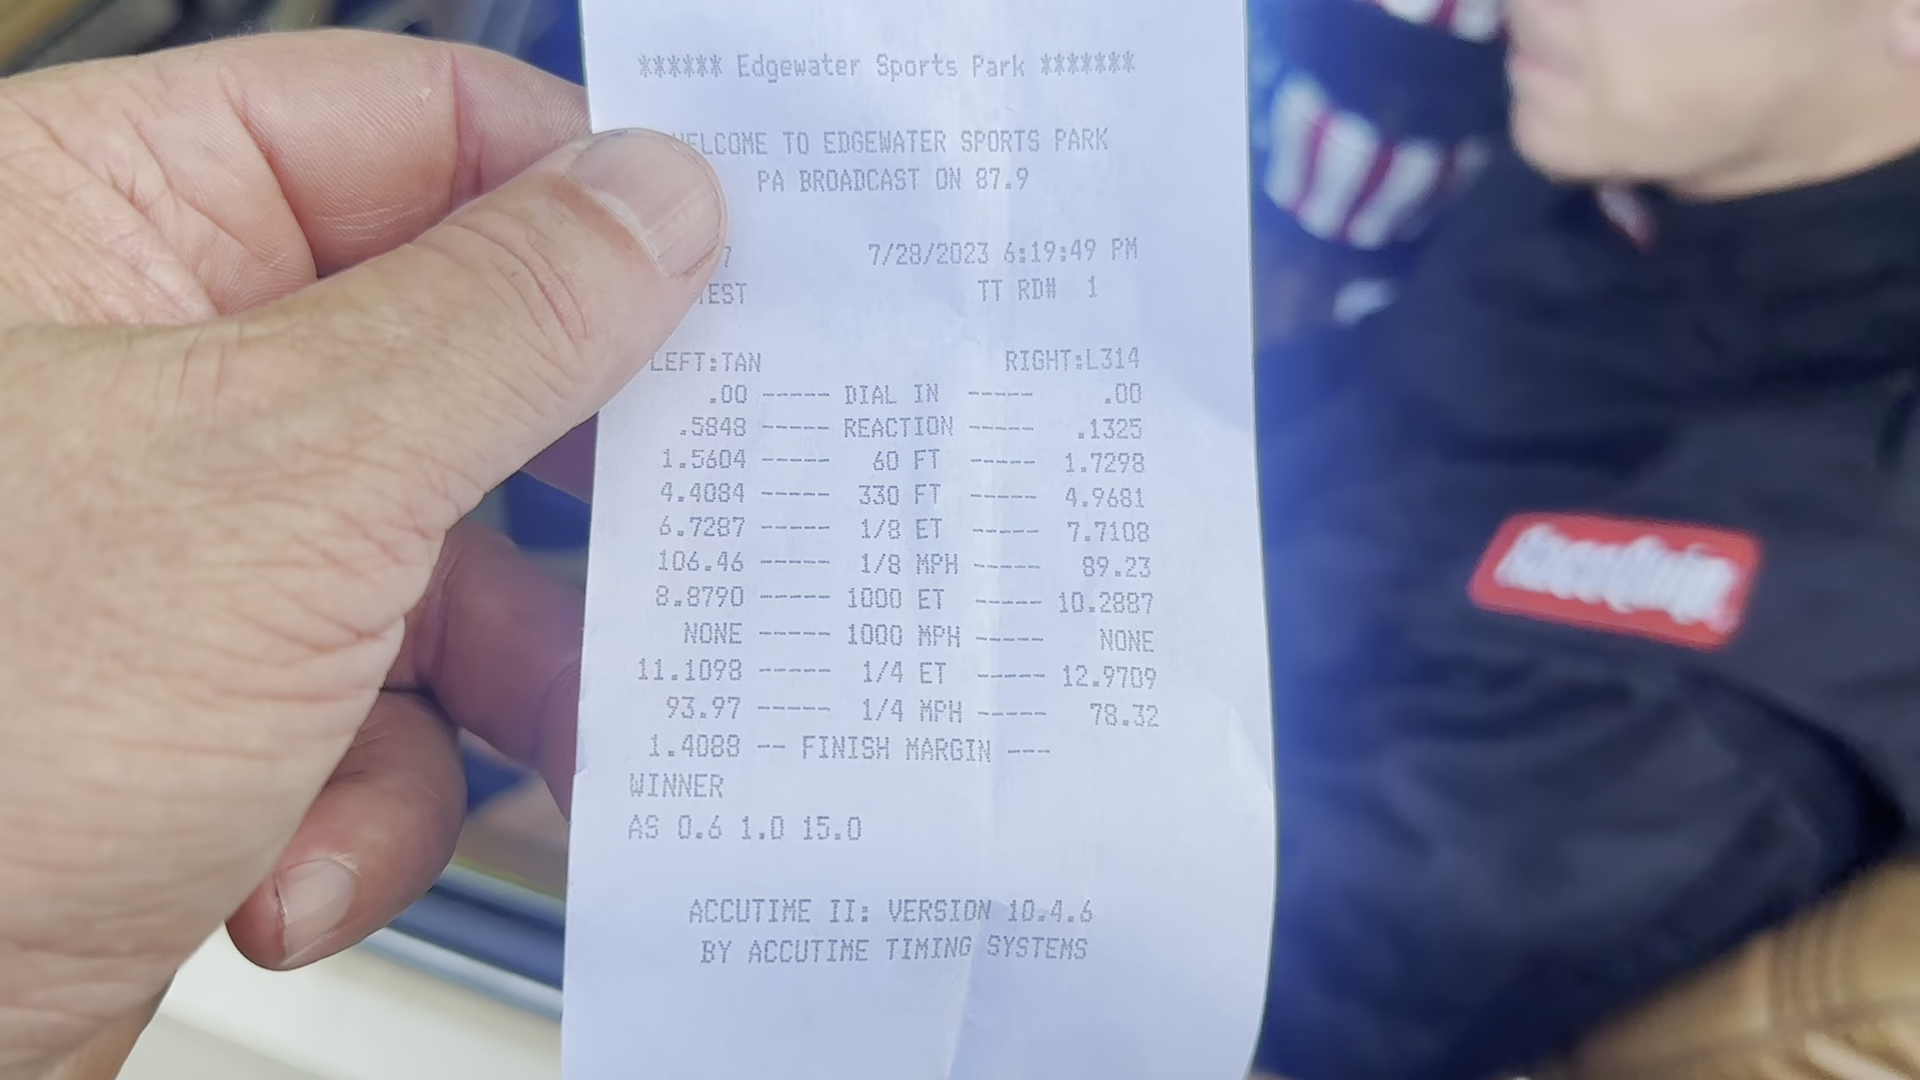 ****** Edgewater Sports Park *******
WELCOME TO EDGEWATER SPORTS PARK
PA BROADCAST ON 87.9
7 7/28/2023 6:19:49 PM
TEST TT RD# 1
LEFT:TAN RIGHT:L314
.00 ----- DIAL IN ----- .00
.5848 ----- REACTION ----- .1325
1.5604 ----- 60 FT ----- 1.7298
4.4084 ----- 330 FT ----- 4.9681
6.7287 ----- 1/8 ET ----- 7.7108
106.46 ----- 1/8 MPH ----- 89.23
8.8790 ----- 1000 ET ----- 10.2887
NONE ----- 1000 MPH ----- NONE
11.1098 ----- 1/4 ET ----- 12.9709
93.97 ----- 1/4 MPH ----- 78.32
1.4088 -- FINISH MARGIN ---
WINNER
AS 0.6 1.0 15.0
ACCUTIME II: VERSION 10.4.6
BY ACCUTIME TIMING SYSTEMS